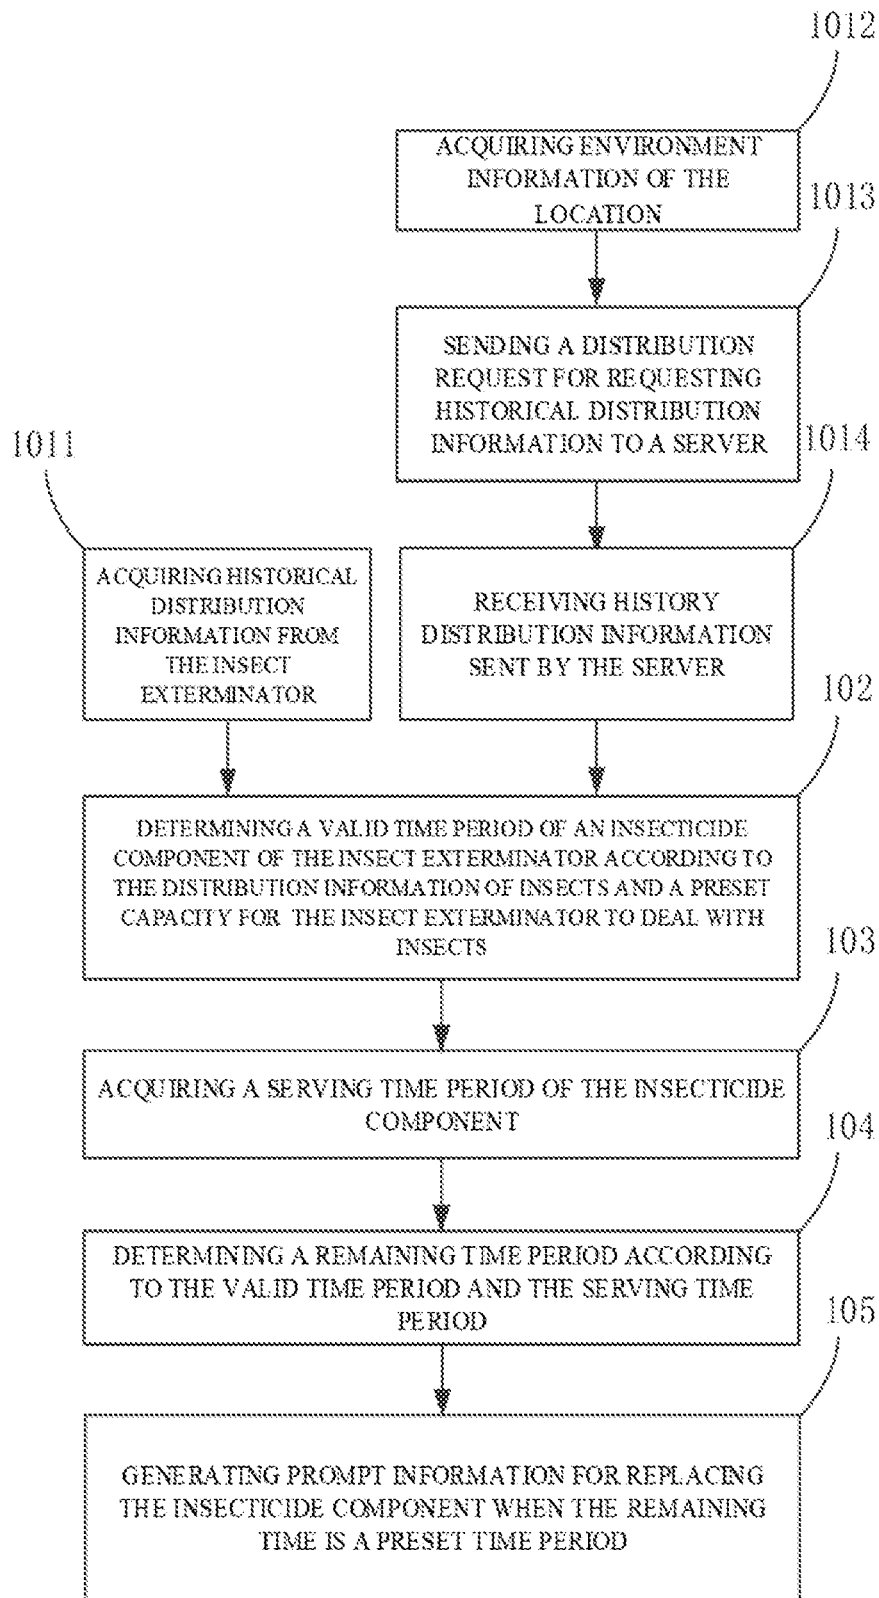 1012
ACQUIRING ENVIRONMENT
INFORMATION OF THE
LOCATION
1013
SENDING A DISTRIBUTION
REQUEST FOR REQUESTING
HISTORICAL DISTRIBUTION
INFORMATION TO A SERVER
1014
1011
ACQUIRING HISTORICAL
DISTRIBUTION
INFORMATION FROM
THE INSECT
EXTERMINATOR
RECEIVING HISTORY
DISTRIBUTION INFORMATION
SENT BY THE SERVER
102
DETERMINING A VALID TIME PERIOD OF AN INSECTICIDE
COMPONENT OF THE INSECT EXTERMINATOR ACCORDING TO
THE DISTRIBUTION INFORMATION OF INSECTS AND A PRESET
CAPACITY FOR THE INSECT EXTERMINATOR TO DEAL WITH
INSECTS
103
ACQUIRING A SERVING TIME PERIOD OF THE INSECTICIDE
COMPONENT
104
DETERMINING A REMAINING TIME PERIOD ACCORDING
TO THE VALID TIME PERIOD AND THE SERVING TIME
PERIOD
105
GENERATING PROMPT INFORMATION FOR REPLACING
THE INSECTICIDE COMPONENT WHEN THE REMAINING
TIME IS A PRESET TIME PERIOD